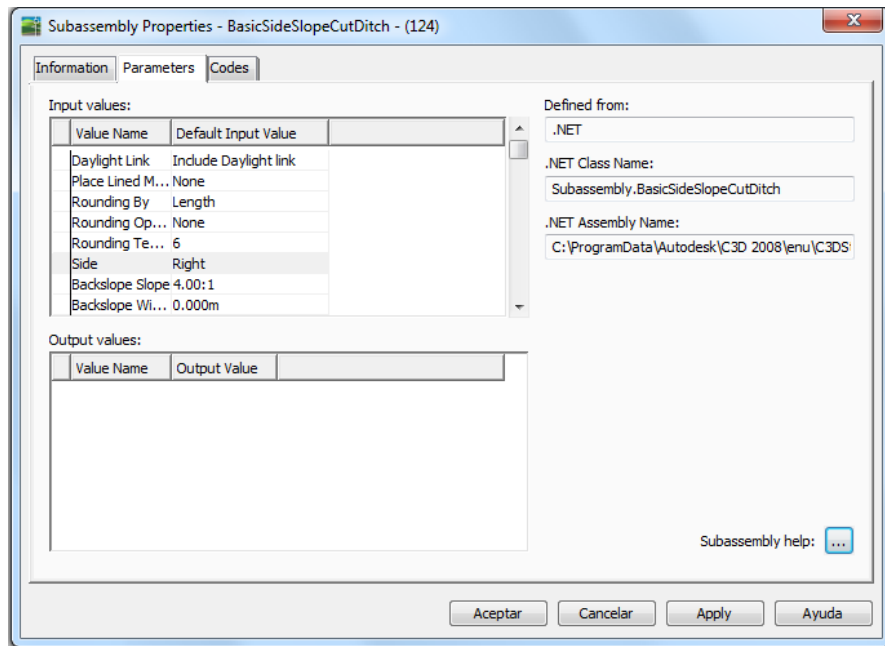 Subassembly Properties - BasicSideSlopeCutDitch - (124)
Information Parameters Codes
Input values:
Value Name Default Input Value
Daylight Link Include Daylight link
Place Lined M... None
Rounding By Length
Rounding Op... None
Rounding Te... 6
Side Right
Backslope Slope 4.00:1
Backslope Wi... 0.000m
Output values:
Value Name Output Value
Defined from:
.NET
.NET Class Name:
Subassembly.BasicSideSlopeCutDitch
.NET Assembly Name:
C:\ProgramData\Autodesk\C3D 2008\enu\C3DS
Subassembly help: ...
Aceptar Cancelar Apply Ayuda